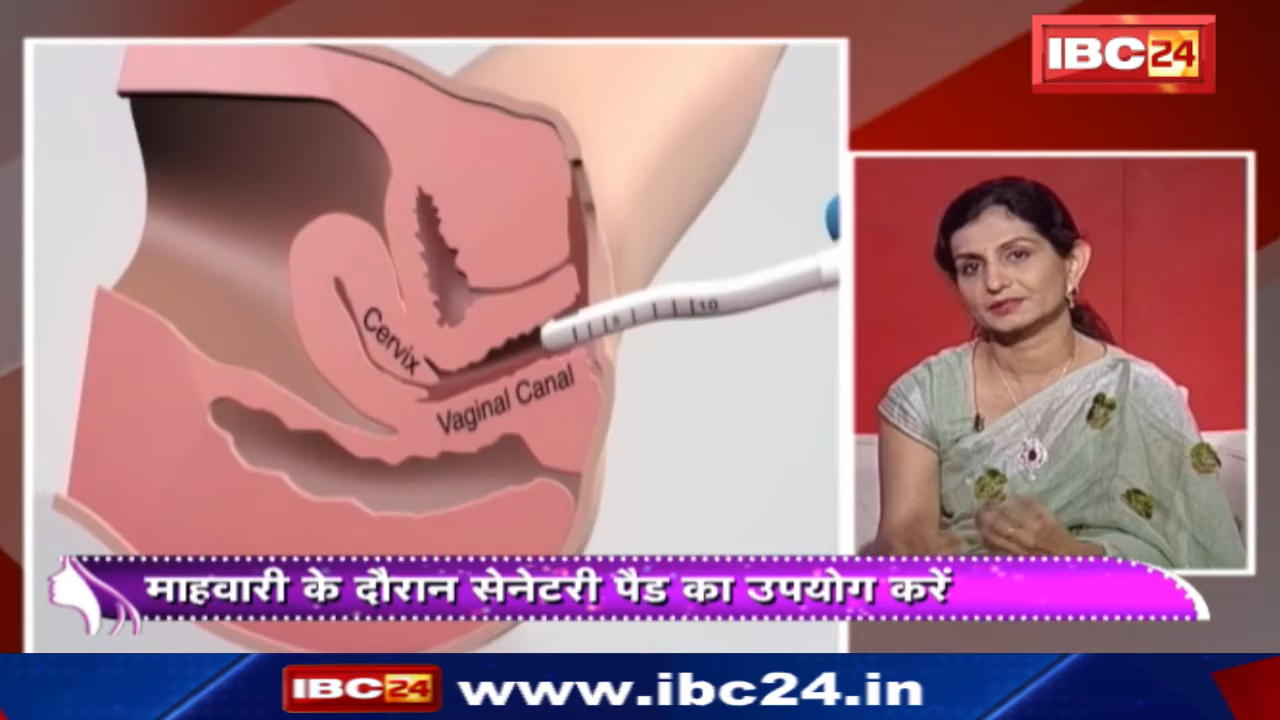 IBC24
10
5
Cervix
Vaginal Canal
माहवारी के दौरान सेनेटरी पैड का उपयोग करें
IBC24 www.ibc24.in